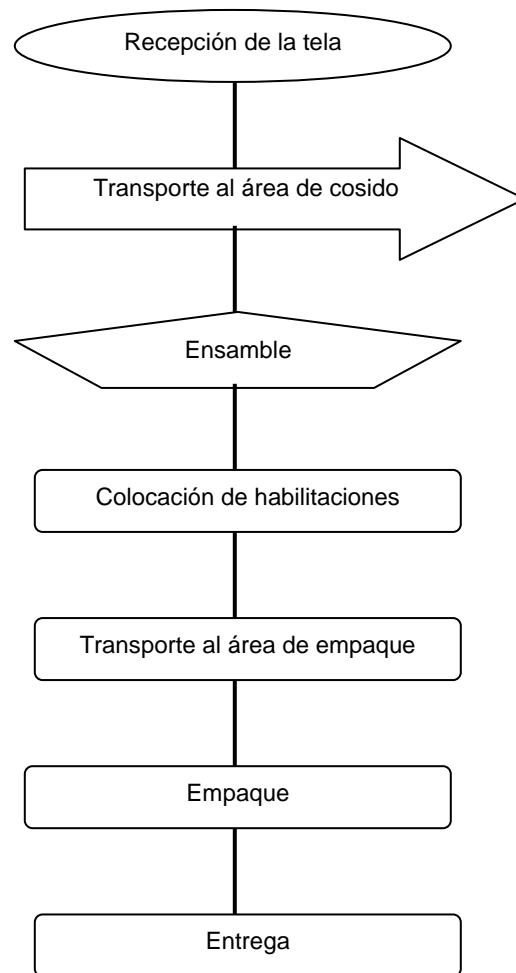 Recepción de la tela
Transporte al área de cosido
Ensamble
Colocación de habilitaciones
Transporte al área de empaque
Empaque
Entrega